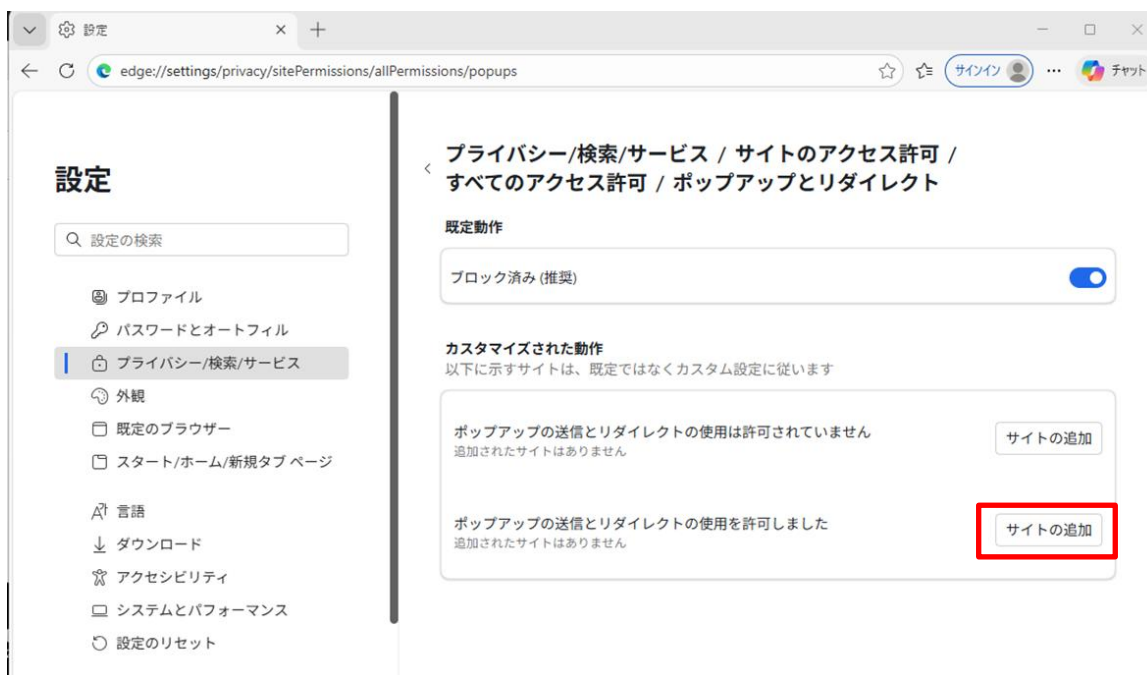 設定
edge://settings/privacy/sitePermissions/allPermissions/popups
サインイン
チャット
設定
設定の検索
プロファイル
パスワードとオートフィル
プライバシー/検索/サービス
外観
既定のブラウザー
スタート/ホーム/新規タブ ページ
言語
ダウンロード
アクセシビリティ
システムとパフォーマンス
設定のリセット
プライバシー/検索/サービス / サイトのアクセス許可 /
すべてのアクセス許可 / ポップアップとリダイレクト
既定動作
ブロック済み (推奨)
カスタマイズされた動作
以下に示すサイトは、既定ではなくカスタム設定に従います
ポップアップの送信とリダイレクトの使用は許可されていません
追加されたサイトはありません
サイトの追加
ポップアップの送信とリダイレクトの使用を許可しました
追加されたサイトはありません
サイトの追加